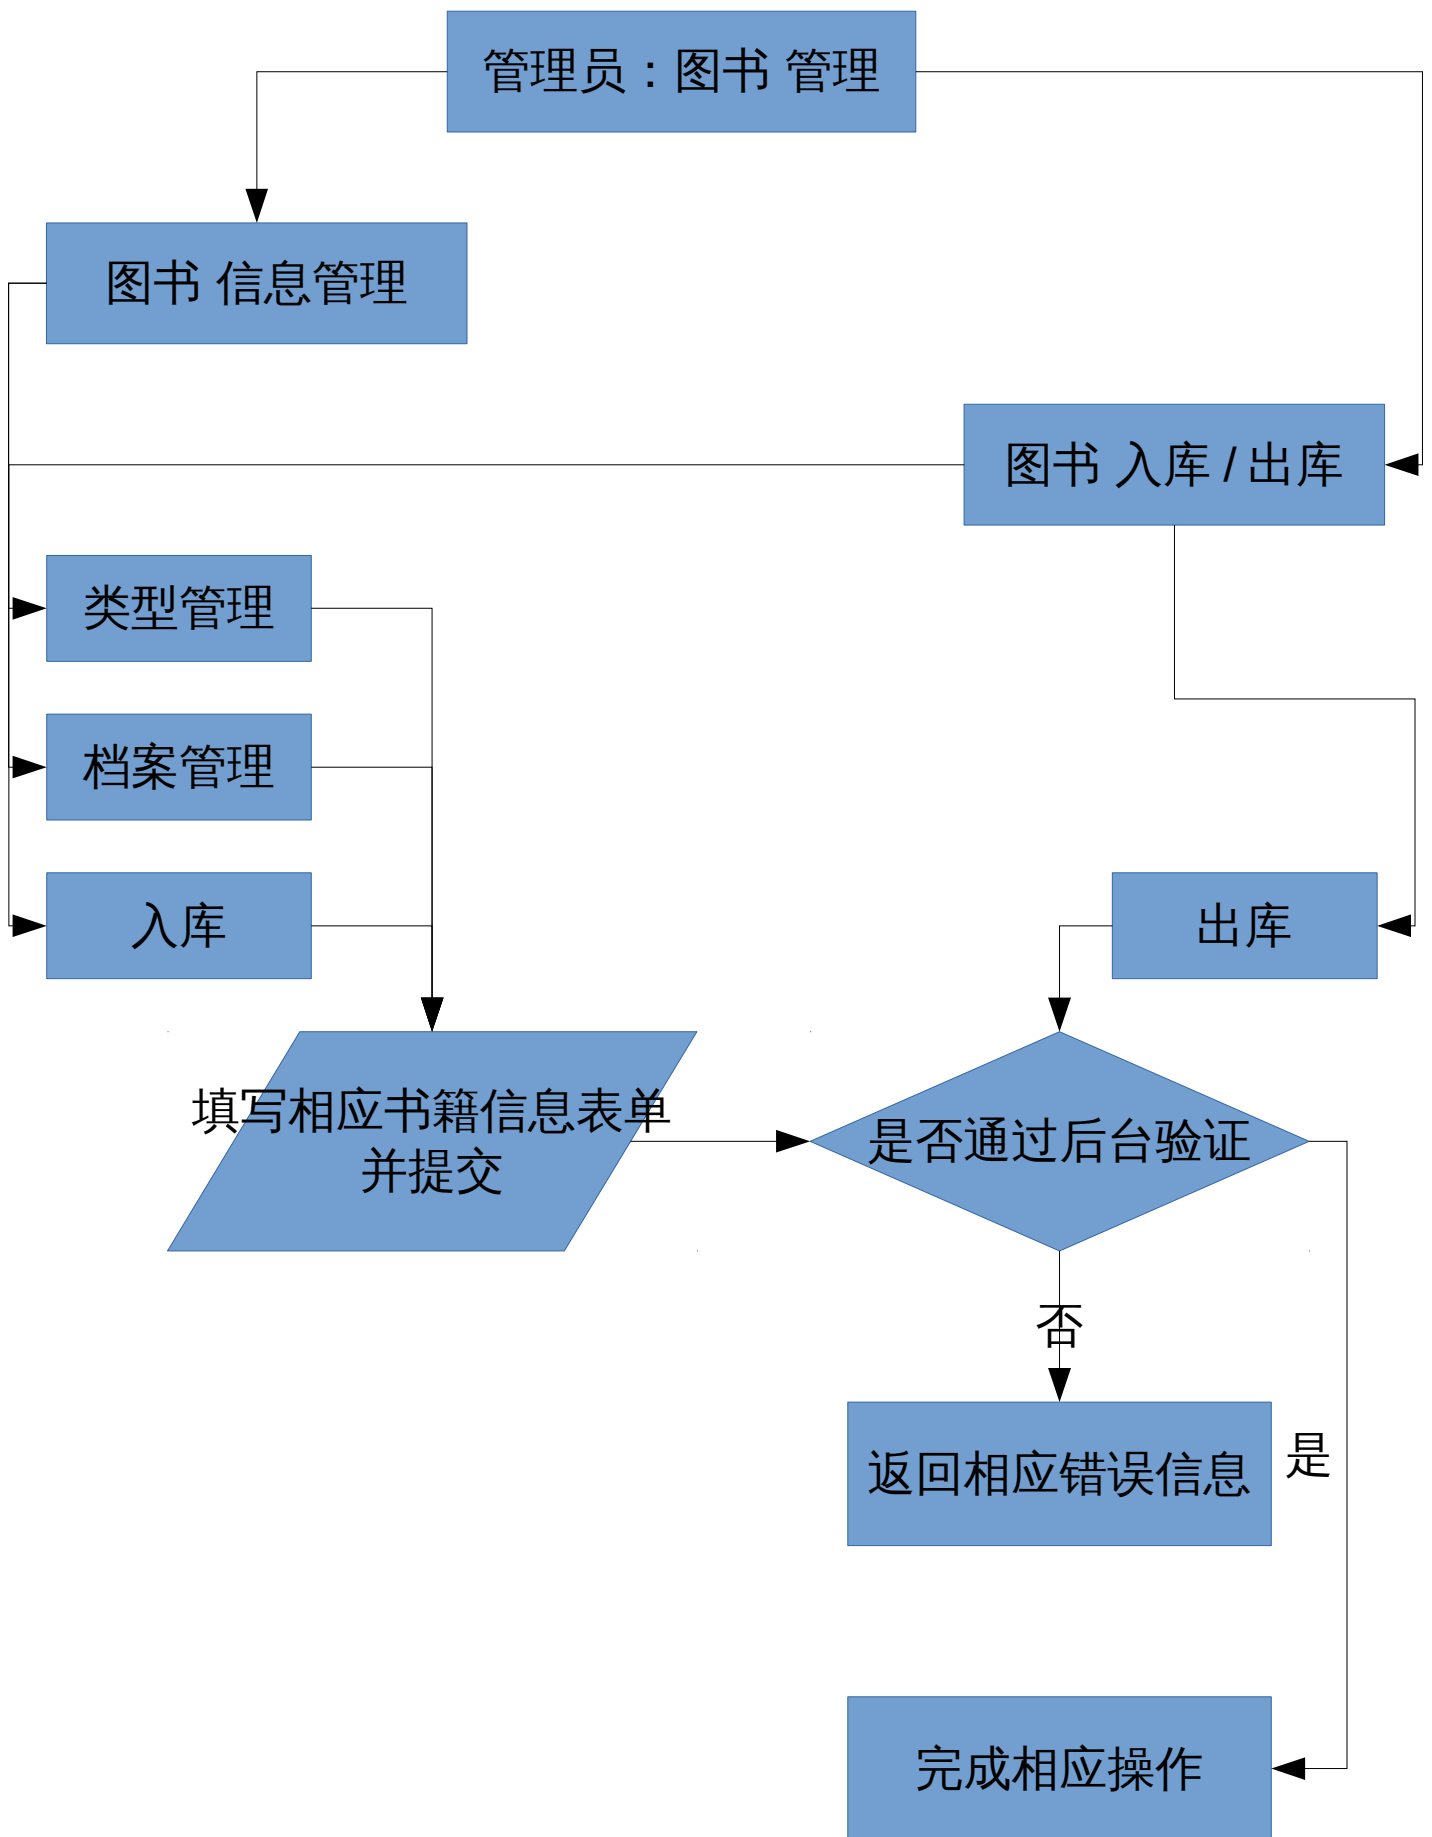 管理员：图书 管理
图书 信息管理
图书 入库 / 出库
类型管理
档案管理
入库
出库
填写相应书籍信息表单
并提交
是否通过后台验证
否
返回相应错误信息
是
完成相应操作